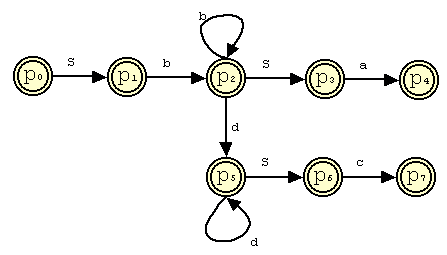 b
p₀ S p₁ b p₂ S p₃ a p₄
d
p₅ S p₆ c p₇
d